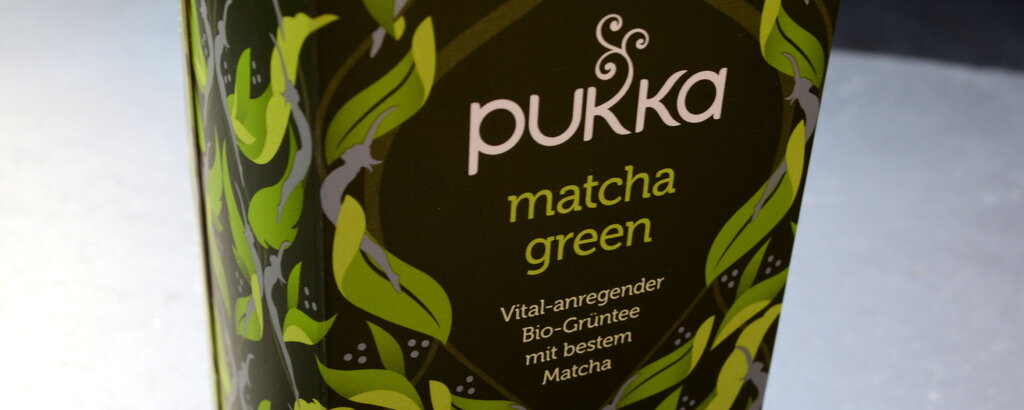 pukka
matcha
green
Vital-anregender
Bio-Grüntee
mit bestem
Matcha